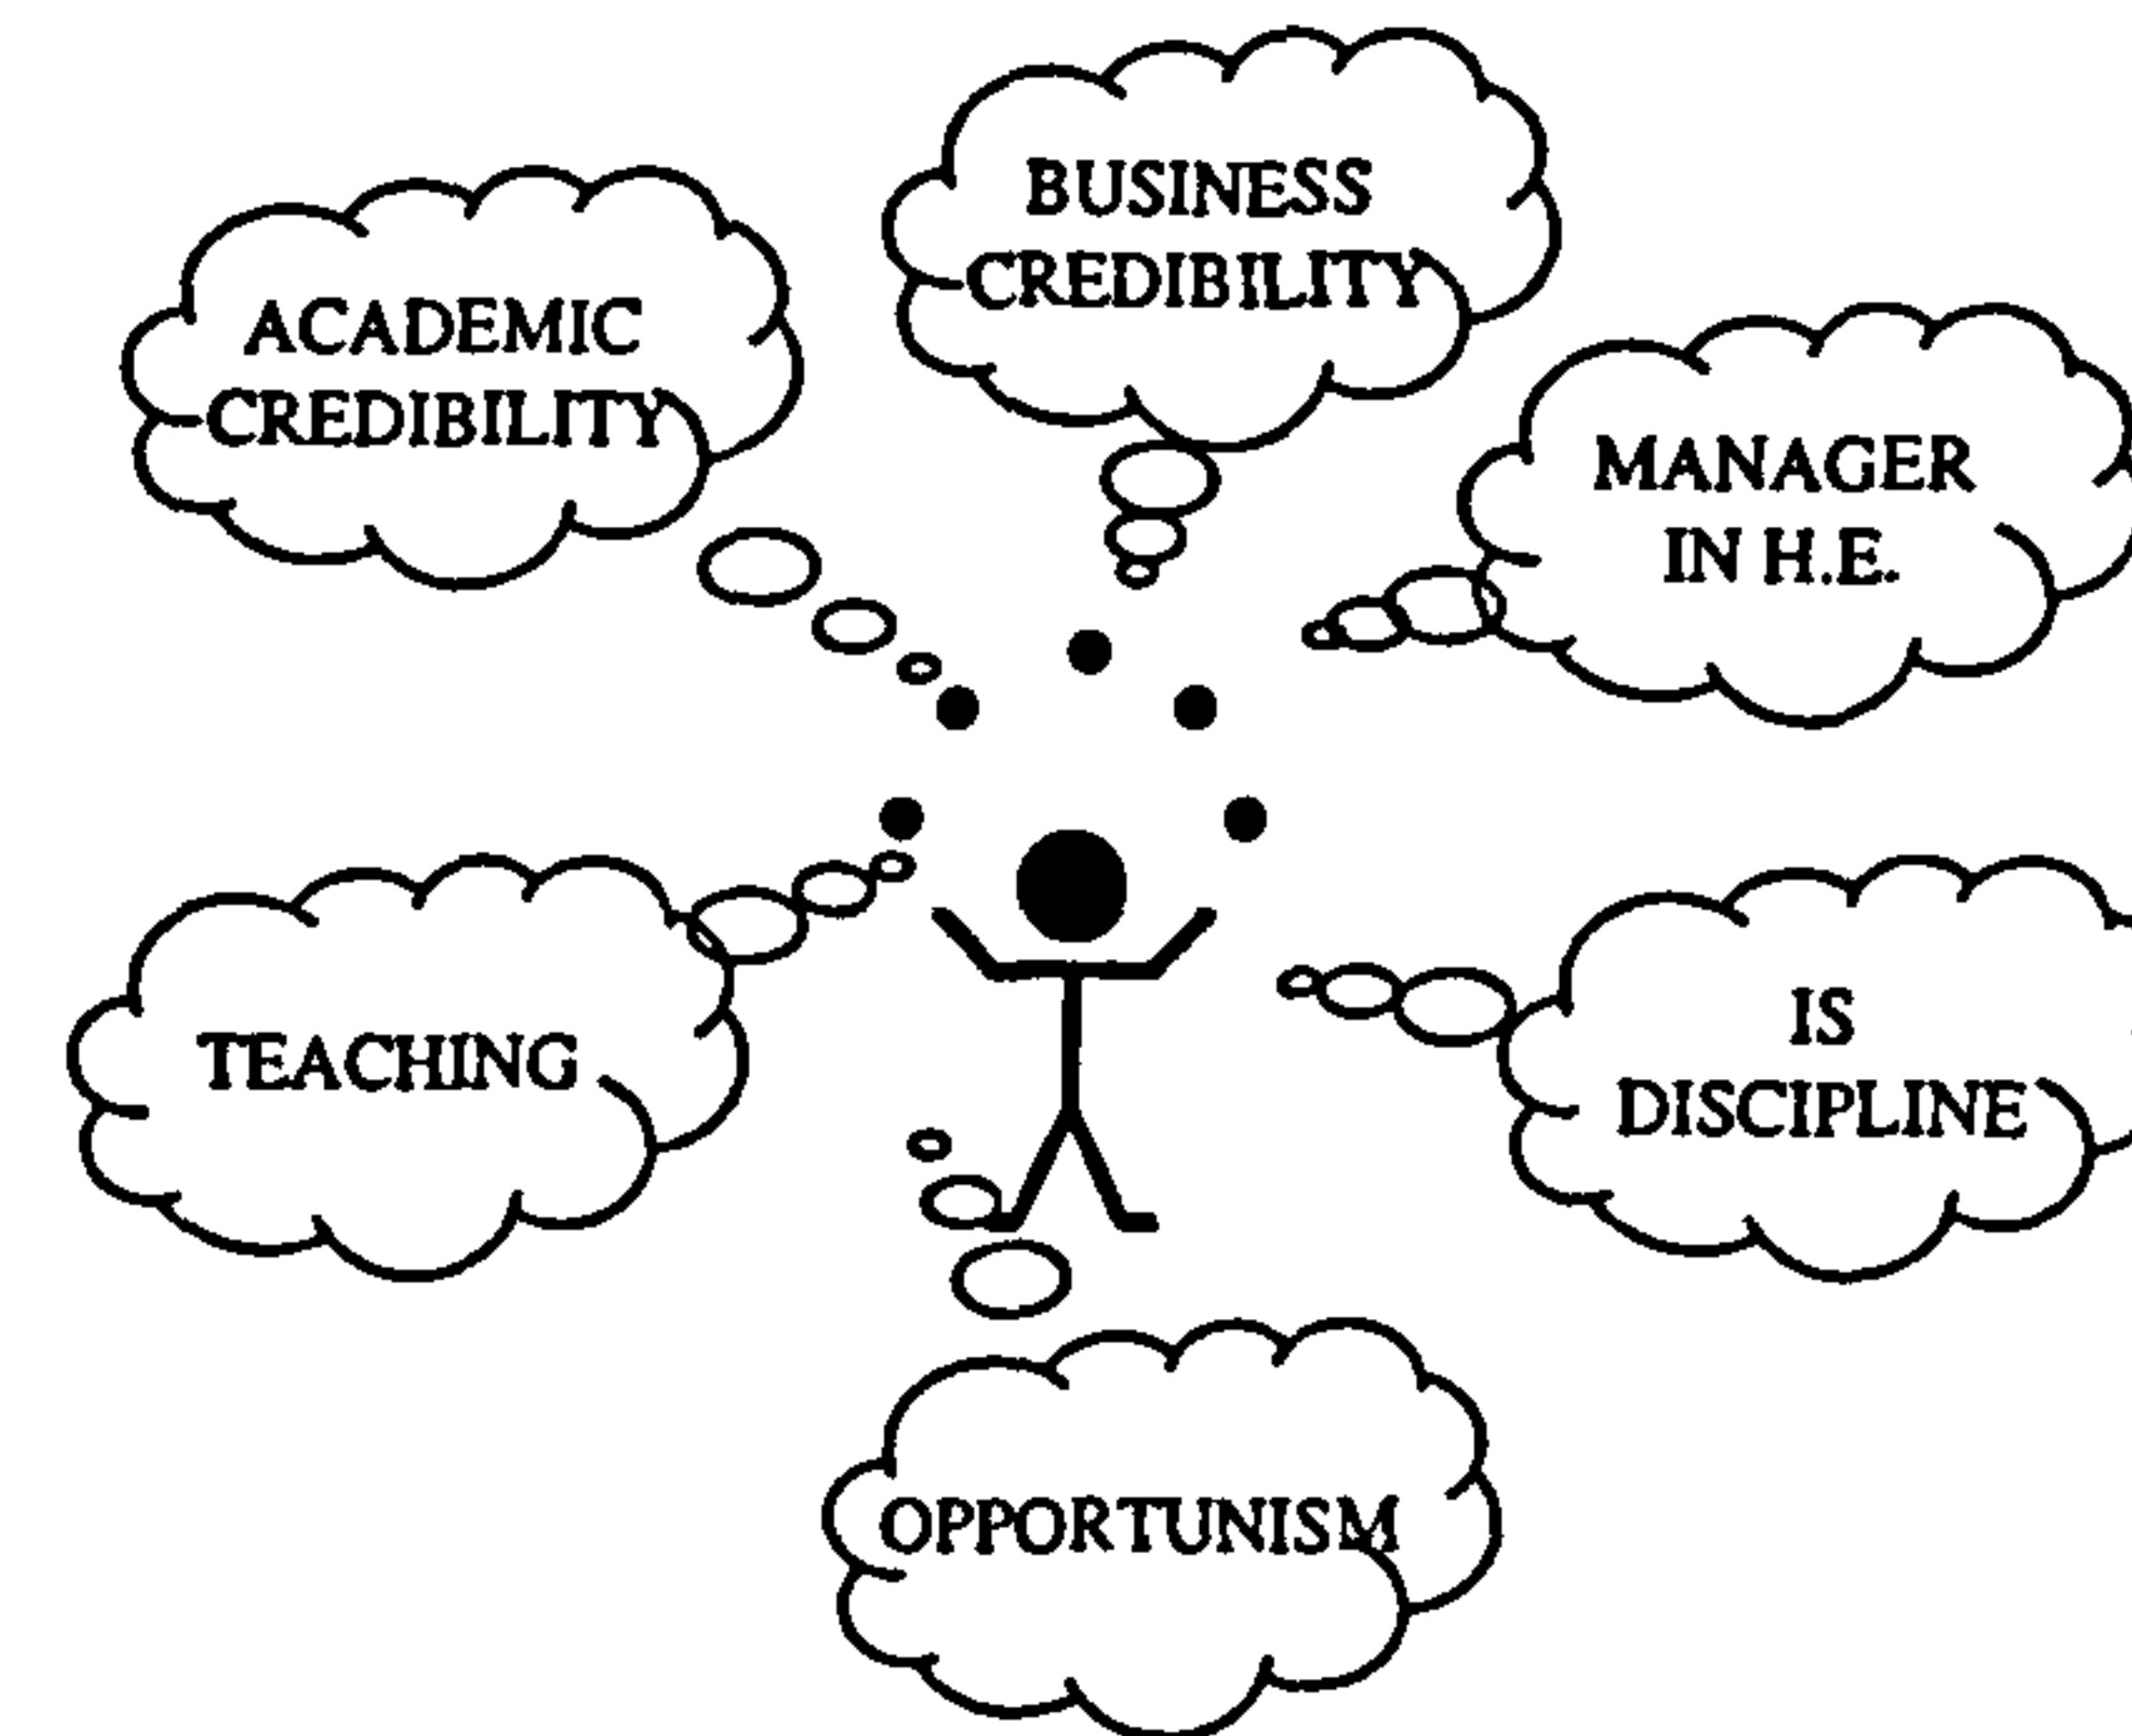 BUSINESS
CREDIBILITY
ACADEMIC
CREDIBILITY
MANAGER
IN H.E.
TEACHING
IS
DISCIPLINE
OPPORTUNISM